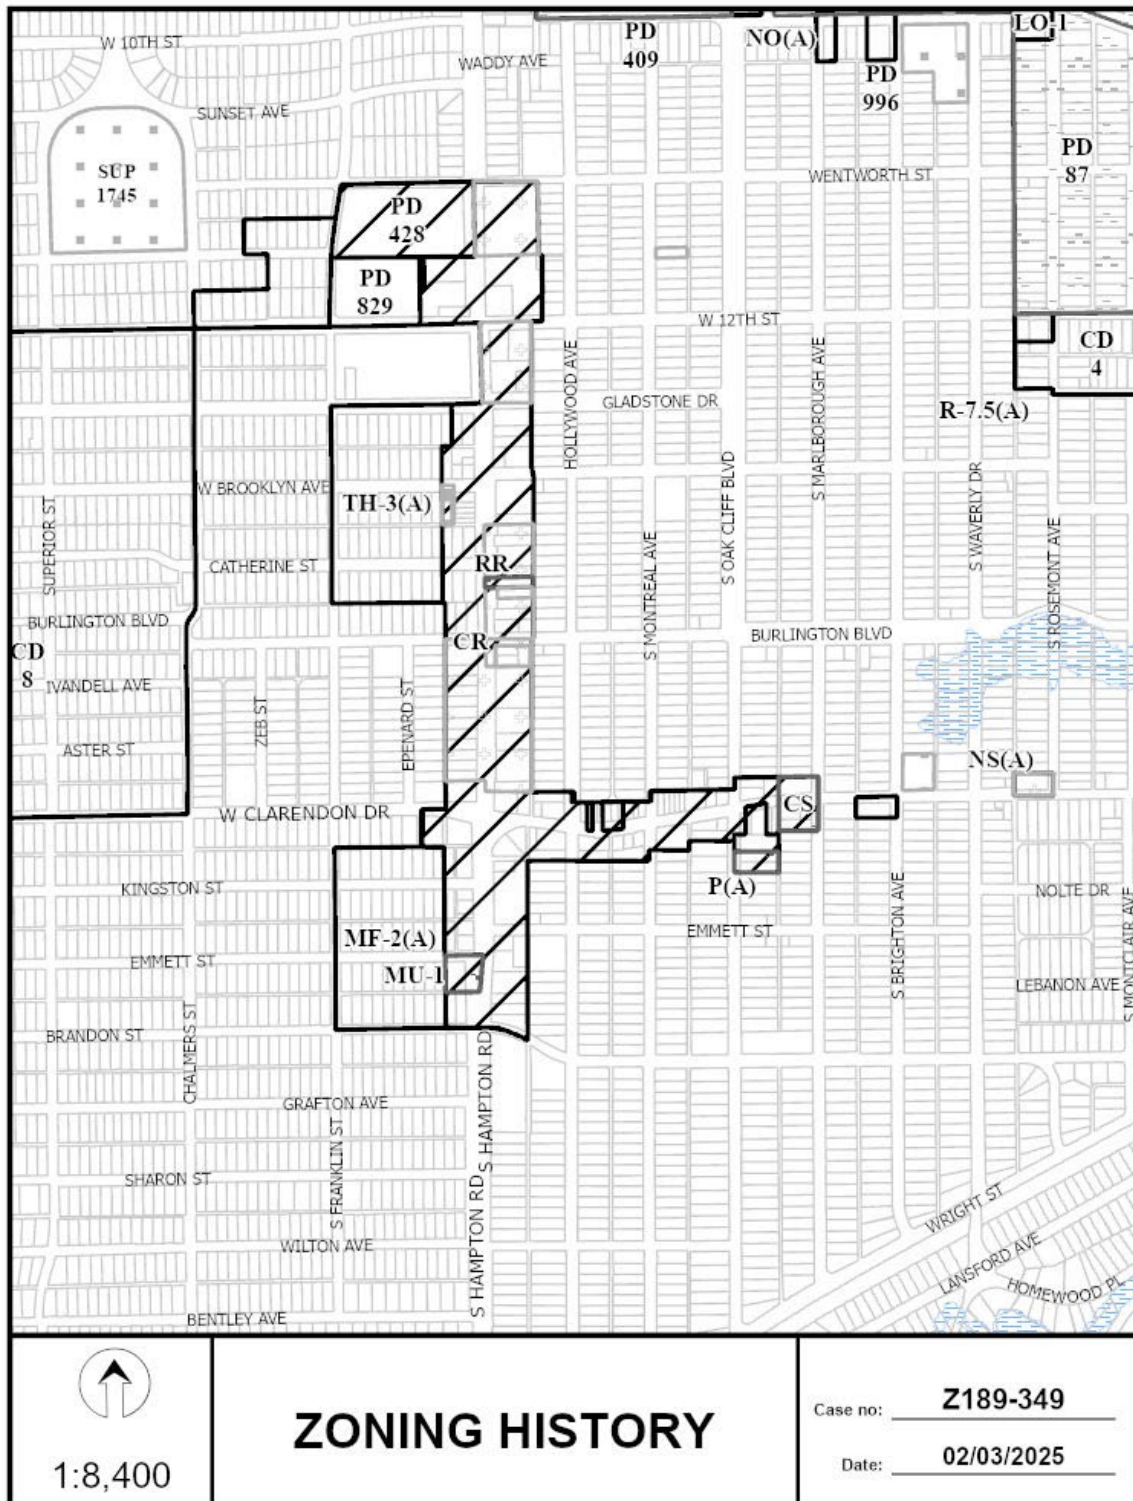 W 10TH ST
PD
409
NO(A)
LO-1
WADDY AVE
PD
996
SUNSET AVE
SUP
1745
PD
87
WENTWORTH ST
PD
428
PD
829
W 12TH ST
CD
4
HOLLYWOOD AVE
S MARLBOROUGH AVE
GLADSTONE DR
R-7.5(A)
W BROOKLYN AVE
TH-3(A)
S OAK CLIFF BLVD
S WAVERLY DR
SUPERIOR ST
CATHERINE ST
RR
S MONTREAL AVE
S ROSEMONT AVE
BURLINGTON BLVD
BURLINGTON BLVD
CR
CD
8
IVANDELL AVE
ZEB ST
EPENARD ST
ASTER ST
NS(A)
CS
W CLARENDON DR
P(A)
KINGSTON ST
NOLTE DR
S BRIGHTON AVE
S MONTCLAIR AVE
EMMETT ST
MF-2(A)
EMMETT ST
MU-1
LEBANON AVE
BRANDON ST
CHALMERS ST
S HAMPTON RD
GRAFTON AVE
S FRANKLIN ST
SHARON ST
S HAMPTON RD
WRIGHT ST
WILTON AVE
LANSFORD AVE
HOMEWOOD PL
BENTLEY AVE
1:8,400
ZONING HISTORY
Case no: Z189-349
Date: 02/03/2025